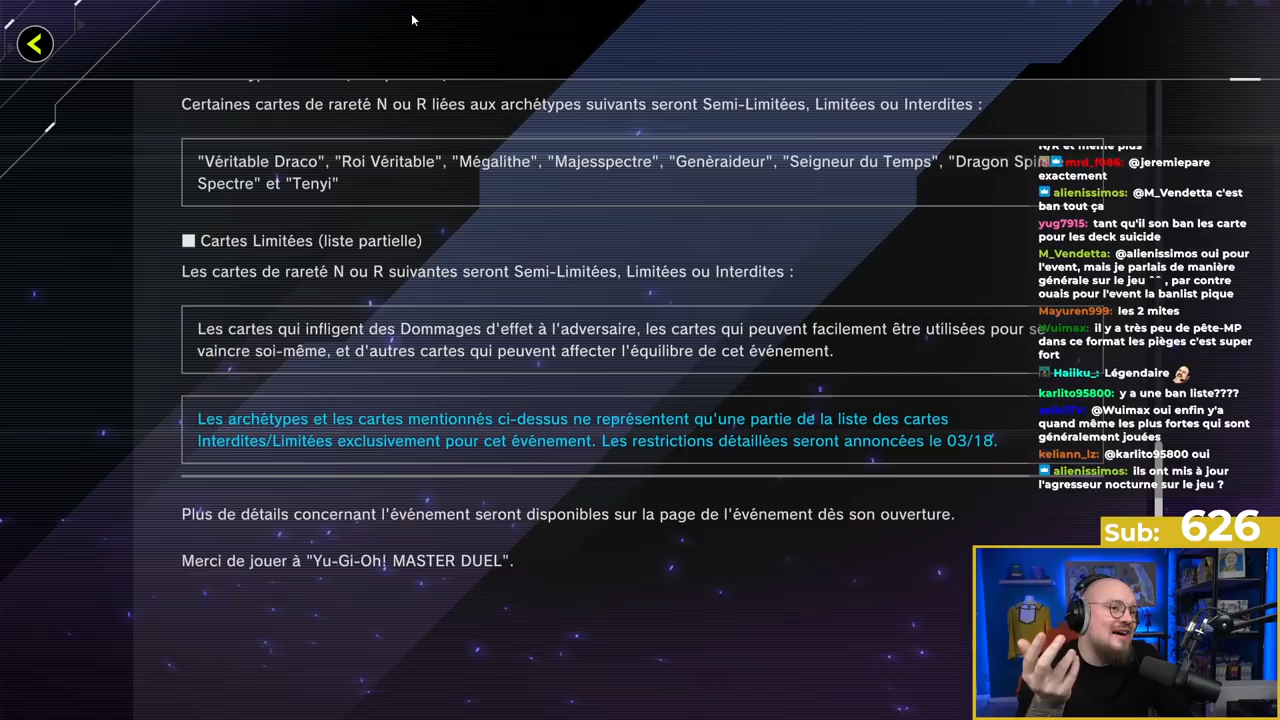 Certaines cartes de rareté N ou R liées aux archétypes suivants seront Semi-Limitées, Limitées ou Interdites :
"Véritable Draco", "Roi Véritable", "Mégalithe", "Majesspectre", "Genèraideur", "Seigneur du Temps", "Dragon
Spectre" et "Tenyi"
Cartes Limitées (liste partielle)
Les cartes de rareté N ou R suivantes seront Semi-Limitées, Limitées ou Interdites :
Les cartes qui infligent des Dommages d'effet à l'adversaire, les cartes qui peuvent facilement être utilisées pour se
vaincre soi-même, et d'autres cartes qui peuvent affecter l'équilibre de cet événement.
Les archétypes et les cartes mentionnés ci-dessus ne représentent qu'une partie de la liste des cartes
Interdites/Limitées exclusivement pour cet événement. Les restrictions détaillées seront annoncées le 03/18.
Plus de détails concernant l'événement seront disponibles sur la page de l'événement dès son ouverture.
Merci de jouer à "Yu-Gi-Oh! MASTER DUEL".
N/R et même plus
mrd_f086: @jeremiepare
exactement
alienissimos: @M_Vendetta c'est
ban tout ça
yug7915: tant qu'il son ban les carte
pour les deck suicide
M_Vendetta: @alienissimos oui pour
l'event, mais je parlais de manière
générale sur le jeu ^^ , par contre
ouais pour l'event la banlist pique
Mayuren999: les 2 mites
Wuimax: il y a très peu de pête-MP
dans ce format les pièges c'est super
fort
Haiiku_: Légendaire
karlito95800: y a une ban liste????
@Wuimax oui enfin y'a
quand même les plus fortes qui sont
généralement jouées
keliann_lz: @karlito95800 oui
alienissimos: ils ont mis à jour
l'agresseur nocturne sur le jeu ?
Sub: 626